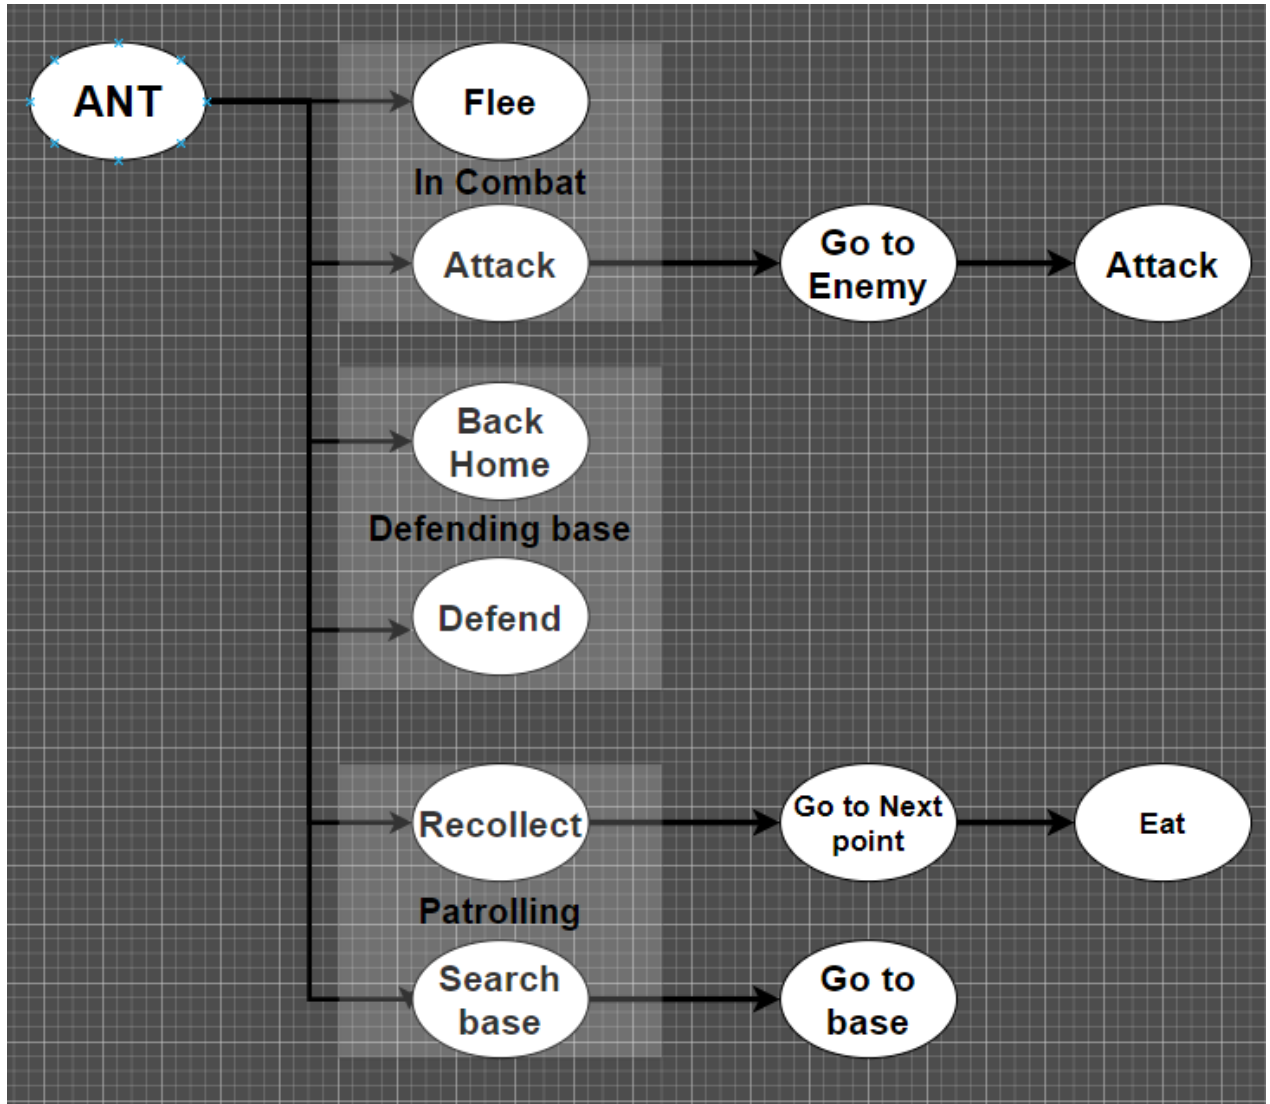 ANT
Flee
In Combat
Attack
Go to
Enemy
Attack
Back
Home
Defending base
Defend
Recollect
Go to Next
point
Eat
Patrolling
Search
base
Go to
base